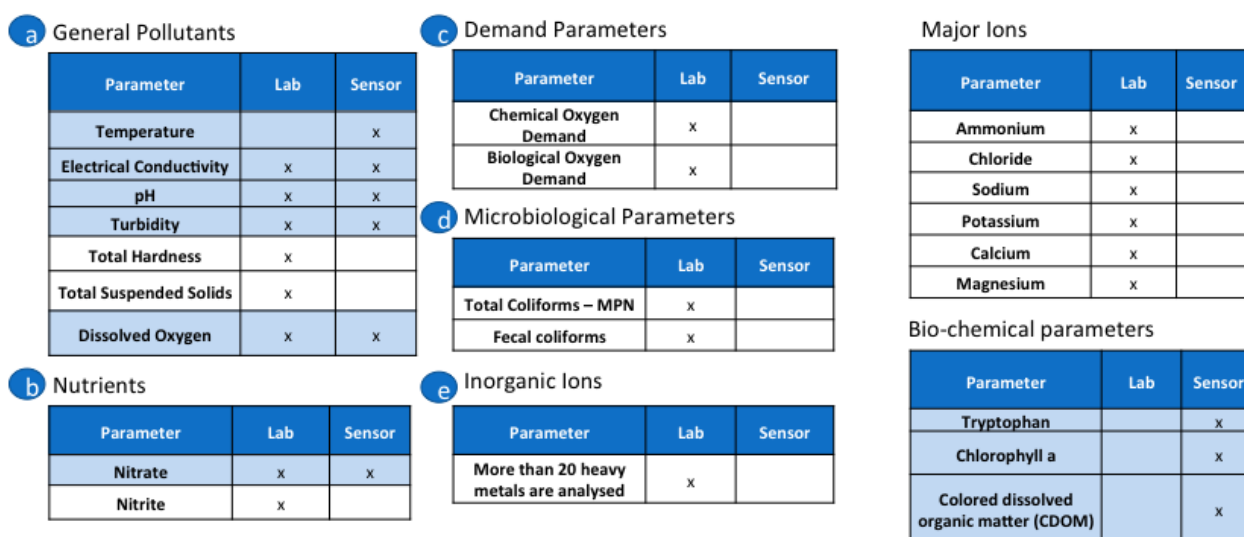 a General Pollutants
Parameter Lab Sensor
Temperature x
Electrical Conductivity x x
pH x x
Turbidity x x
Total Hardness x
Total Suspended Solids x
Dissolved Oxygen x x
b Nutrients
Parameter Lab Sensor
Nitrate x x
Nitrite x
c Demand Parameters
Parameter Lab Sensor
Chemical Oxygen
Demand x
Biological Oxygen
Demand x
d Microbiological Parameters
Parameter Lab Sensor
Total Coliforms – MPN x
Fecal coliforms x
e Inorganic Ions
Parameter Lab Sensor
More than 20 heavy
metals are analysed x
Major Ions
Parameter Lab Sensor
Ammonium x
Chloride x
Sodium x
Potassium x
Calcium x
Magnesium x
Bio-chemical parameters
Parameter Lab Sensor
Tryptophan x
Chlorophyll a x
Colored dissolved
organic matter (CDOM) x